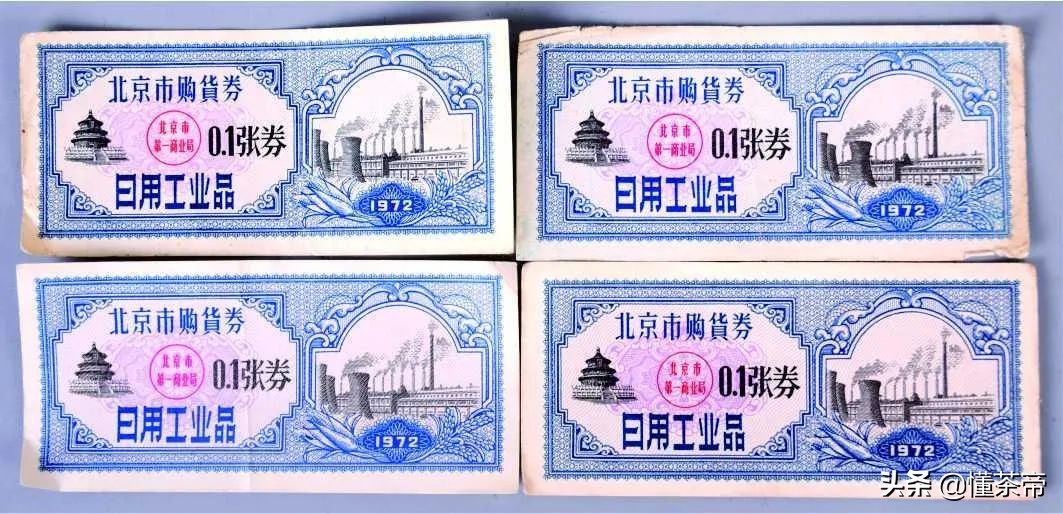 北京市购貨券
北京市
第一商业局
0.1张券
日用工业品
1972
北京市购貨券
北京市
第一商业局
0.1张券
日用工业品
1972
北京市购貨券
北京市
第一商业局
0.1张券
日用工业品
1972
北京市购貨券
北京市
第一商业局
0.1张券
日用工业品
1972
头条 @懂茶帝